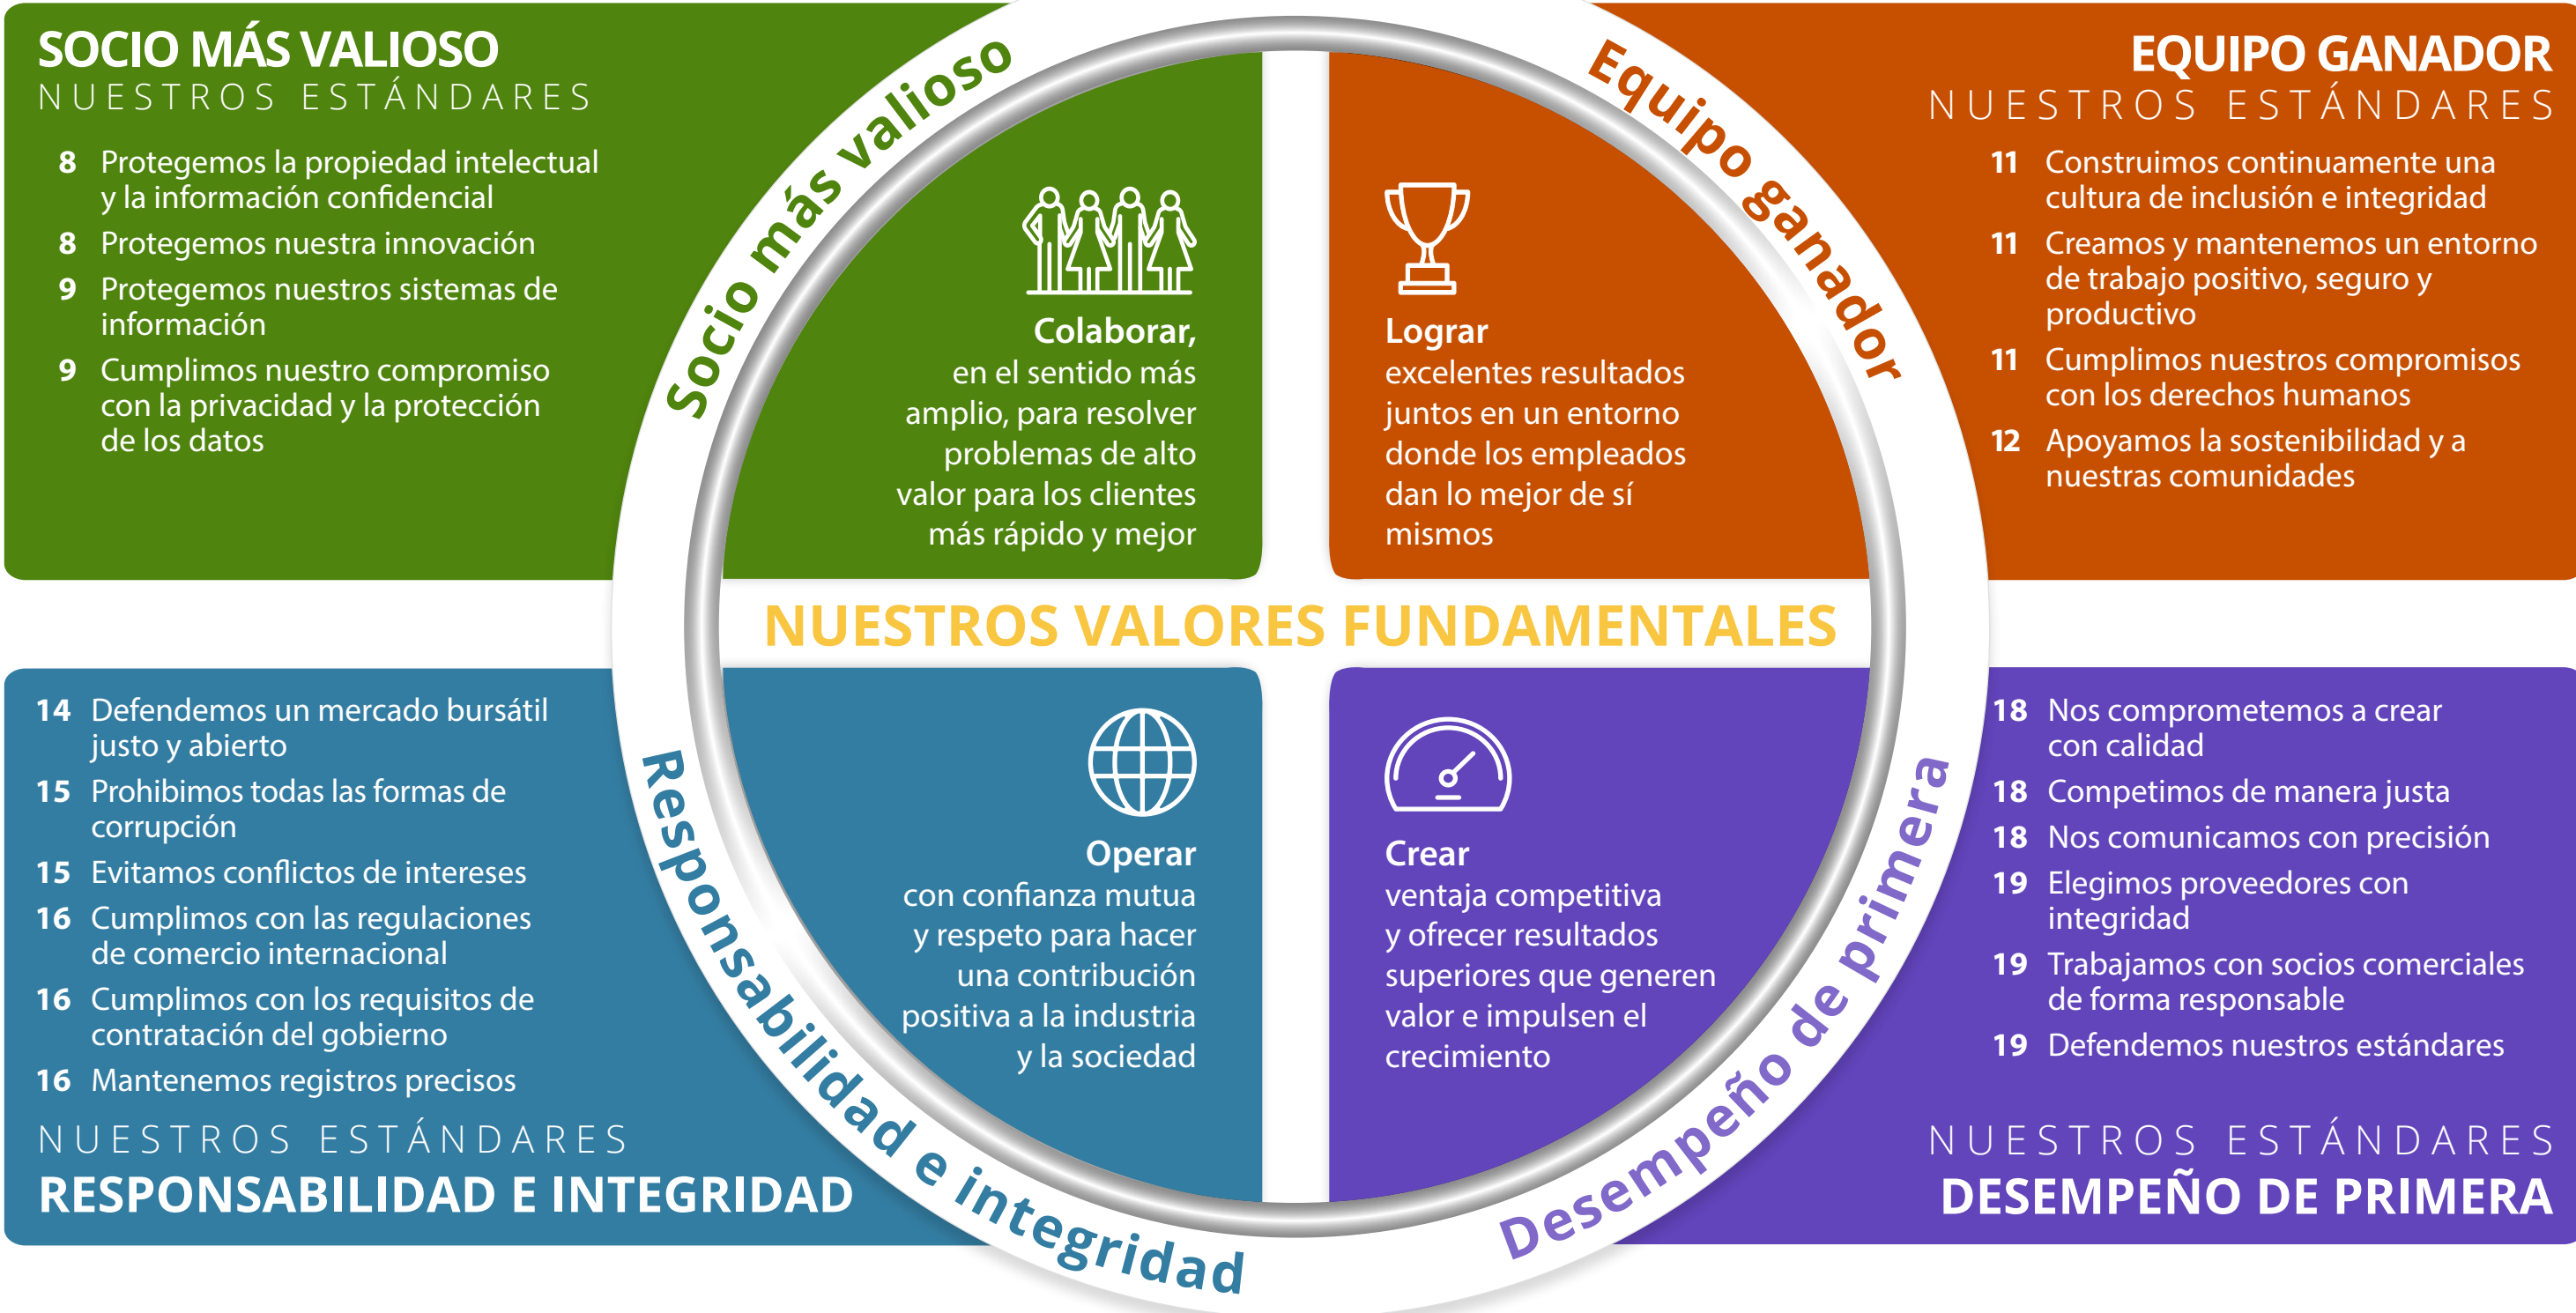 SOCIO MÁS VALIOSO
NUESTROS ESTÁNDARES
8 Protegemos la propiedad intelectual
y la información confidencial
8 Protegemos nuestra innovación
9 Protegemos nuestros sistemas de
información
9 Cumplimos nuestro compromiso
con la privacidad y la protección
de los datos
Socio más valioso
Colaborar,
en el sentido más
amplio, para resolver
problemas de alto
valor para los clientes
más rápido y mejor
Lograr
excelentes resultados
juntos en un entorno
donde los empleados
dan lo mejor de sí
mismos
Equipo ganador
EQUIPO GANADOR
NUESTROS ESTÁNDARES
11 Construimos continuamente una
cultura de inclusión e integridad
11 Creamos y mantenemos un entorno
de trabajo positivo, seguro y
productivo
11 Cumplimos nuestros compromisos
con los derechos humanos
12 Apoyamos la sostenibilidad y a
nuestras comunidades
NUESTROS VALORES FUNDAMENTALES
14 Defendemos un mercado bursátil
justo y abierto
15 Prohibimos todas las formas de
corrupción
15 Evitamos conflictos de intereses
16 Cumplimos con las regulaciones
de comercio internacional
16 Cumplimos con los requisitos de
contratación del gobierno
16 Mantenemos registros precisos
NUESTROS ESTÁNDARES
RESPONSABILIDAD E INTEGRIDAD
Responsabilidad e integridad
Operar
con confianza mutua
y respeto para hacer
una contribución
positiva a la industria
y la sociedad
Crear
ventaja competitiva
y ofrecer resultados
superiores que generen
valor e impulsen el
crecimiento
Desempeño de primera
18 Nos comprometemos a crear
con calidad
18 Competimos de manera justa
18 Nos comunicamos con precisión
19 Elegimos proveedores con
integridad
19 Trabajamos con socios comerciales
de forma responsable
19 Defendemos nuestros estándares
NUESTROS ESTÁNDARES
DESEMPEÑO DE PRIMERA